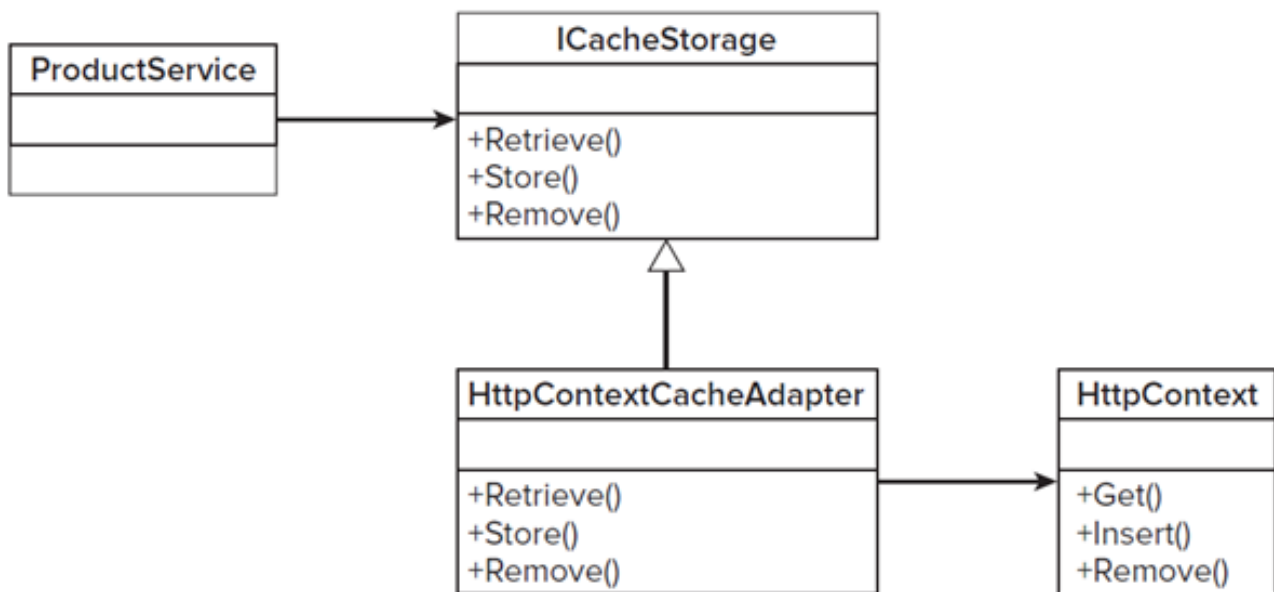 ProductService
ICacheStorage
+Retrieve()
+Store()
+Remove()
HttpContextCacheAdapter
+Retrieve()
+Store()
+Remove()
HttpContext
+Get()
+Insert()
+Remove()